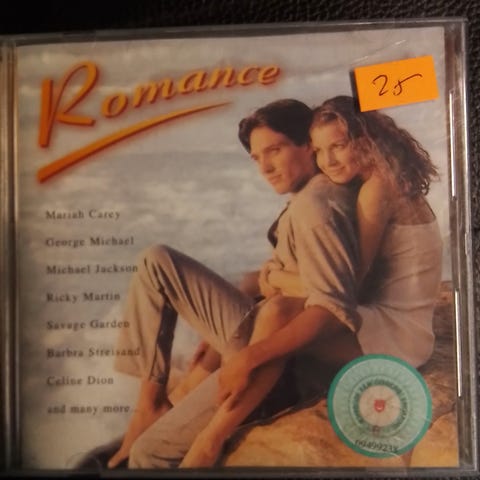 Romance
25
Mariah Carey
George Michael
Michael Jackson
Ricky Martin
Savage Garden
Barbra Streisand
Celine Dion
and many more...